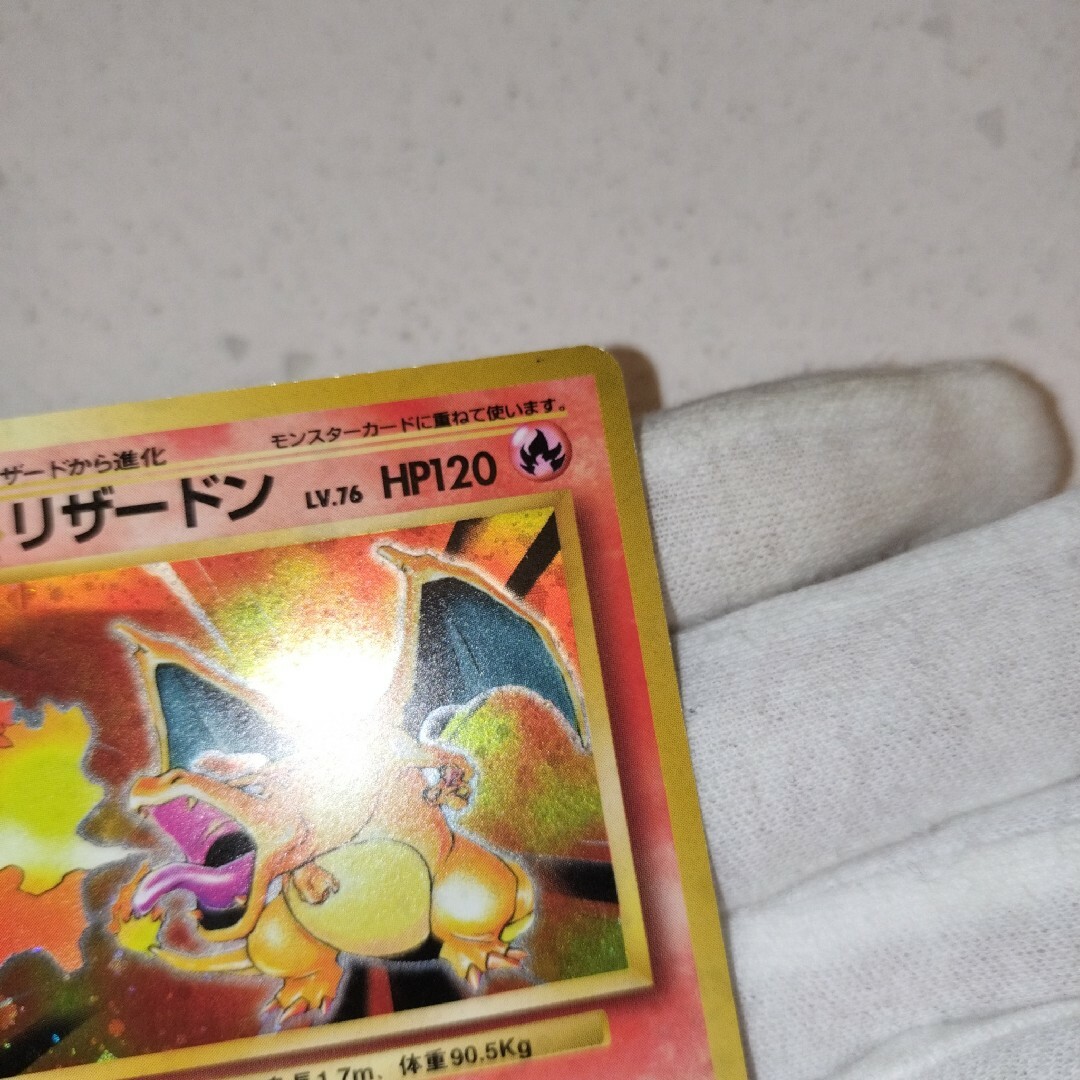 ザードから進化
モンスターカードに重ねて使います。
リザードン LV.76 HP120
長1.7m, 体重90.5Kg